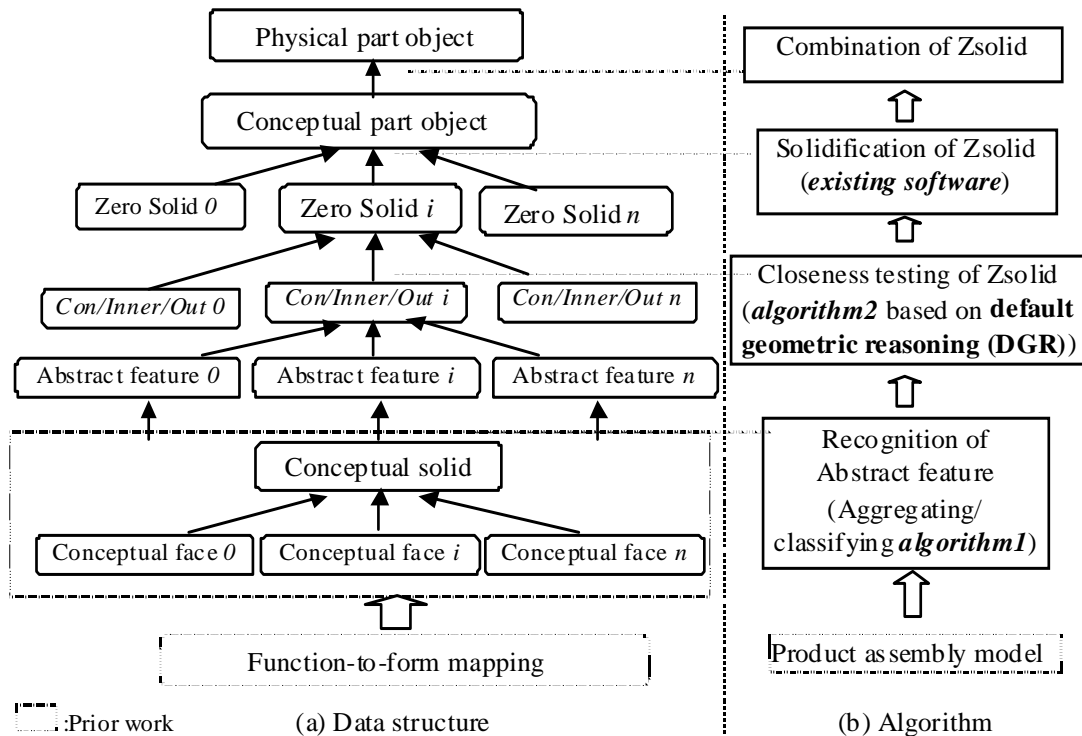 Physical part object
Conceptual part object
Zero Solid 0
Zero Solid i
Zero Solid n
Con/Inner/Out 0
Con/Inner/Out i
Con/Inner/Out n
Abstract feature 0
Abstract feature i
Abstract feature n
Conceptual solid
Conceptual face 0
Conceptual face i
Conceptual face n
Function-to-form mapping
:Prior work
(a) Data structure
Combination of Zsolid
Solidification of Zsolid
(existing software)
Closeness testing of Zsolid
(algorithm2 based on default
geometric reasoning (DGR))
Recognition of
Abstract feature
(Aggregating/
classifying algorithm1)
Product assembly model
(b) Algorithm